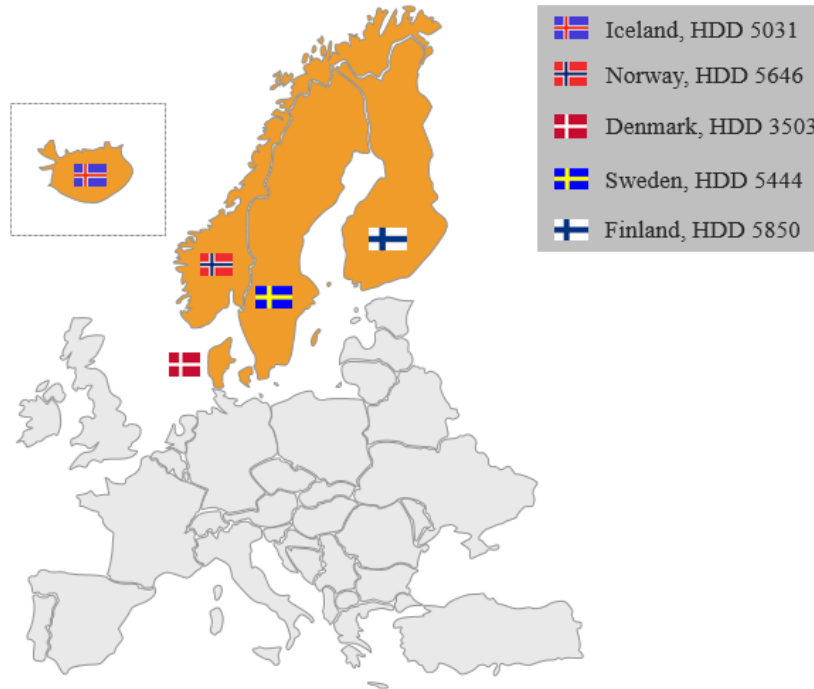 Iceland, HDD 5031
Norway, HDD 5646
Denmark, HDD 3503
Sweden, HDD 5444
Finland, HDD 5850